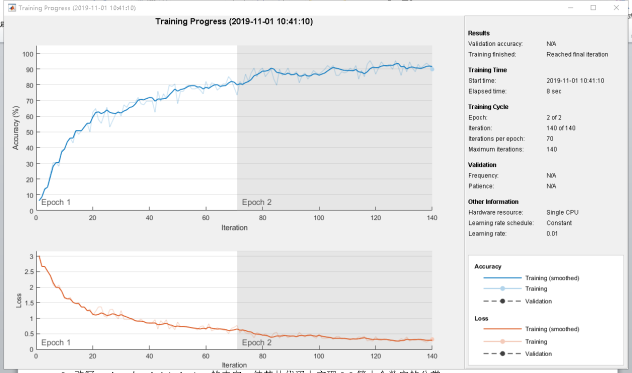 Training Progress (2019-11-01 10:41:10)
Training Progress (2019-11-01 10:41:10)
Accuracy (%)
100
90
80
70
60
50
40
30
20
10
0
Epoch 1
Epoch 2
0 20 40 60 80 100 120 140
Iteration
Loss
3
2.5
2
1.5
1
0.5
0
Epoch 1
Epoch 2
0 20 40 60 80 100 120 140
Iteration
Results
Validation accuracy: N/A
Training finished: Reached final iteration
Training Time
Start time: 2019-11-01 10:41:10
Elapsed time: 8 sec
Training Cycle
Epoch: 2 of 2
Iteration: 140 of 140
Iterations per epoch: 70
Maximum iterations: 140
Validation
Frequency: N/A
Patience: N/A
Other Information
Hardware resource: Single CPU
Learning rate schedule: Constant
Learning rate: 0.01
Accuracy
Training (smoothed)
Training
Validation
Loss
Training (smoothed)
Training
Validation